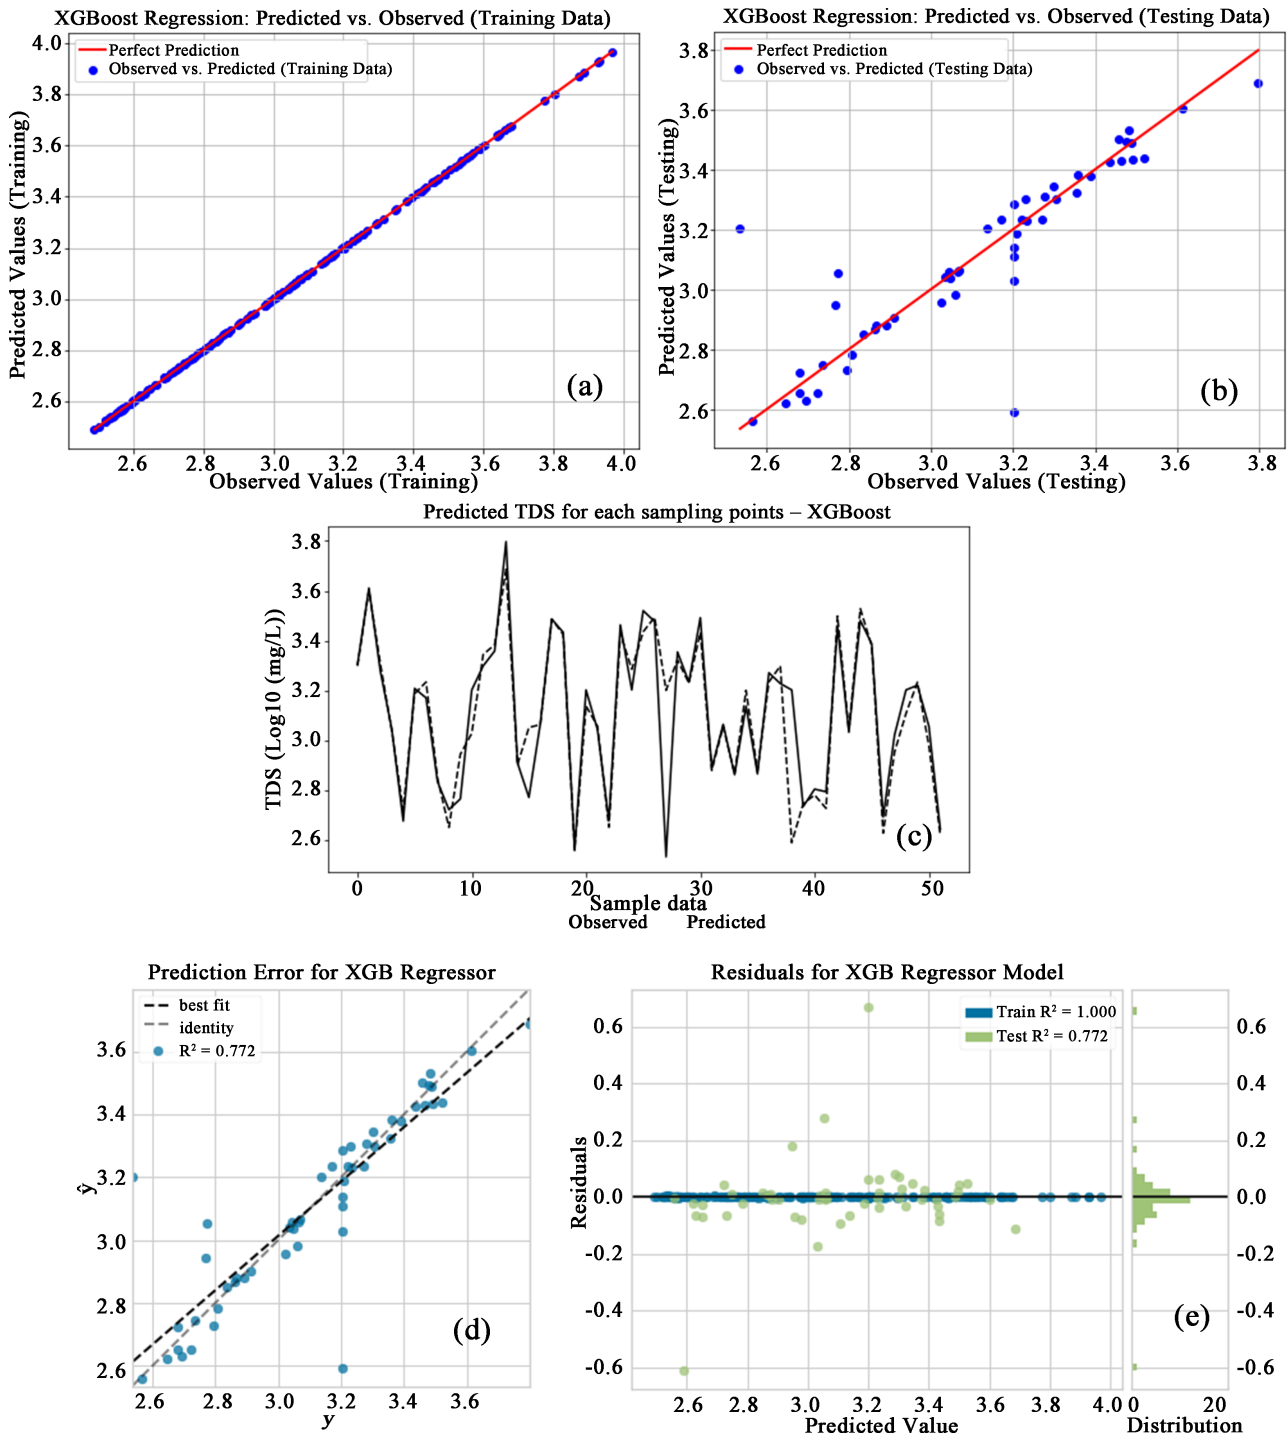 XGBoost Regression: Predicted vs. Observed (Training Data)
Perfect Prediction
Observed vs. Predicted (Training Data)
4.0
3.8
3.6
3.4
3.2
3.0
2.8
2.6
Predicted Values (Training)
(a)
2.6 2.8 3.0 3.2 3.4 3.6 3.8 4.0
Observed Values (Training)
XGBoost Regression: Predicted vs. Observed (Testing Data)
Perfect Prediction
Observed vs. Predicted (Testing Data)
3.8
3.6
3.4
3.2
3.0
2.8
2.6
Predicted Values (Testing)
(b)
2.6 2.8 3.0 3.2 3.4 3.6 3.8
Observed Values (Testing)
Predicted TDS for each sampling points – XGBoost
3.8
3.6
3.4
3.2
3.0
2.8
2.6
TDS (Log10 (mg/L))
(c)
0 10 20 30 40 50
Sample data
Observed Predicted
Prediction Error for XGB Regressor
best fit
identity
R² = 0.772
3.6
3.4
3.2
3.0
2.8
2.6
ŷ
(d)
2.6 2.8 3.0 3.2 3.4 3.6
y
Residuals for XGB Regressor Model
Train R² = 1.000
Test R² = 0.772
0.6
0.4
0.2
0.0
-0.2
-0.4
-0.6
Residuals
2.6 2.8 3.0 3.2 3.4 3.6 4.0
Predicted Value
0.6
0.4
0.2
0.0
-0.2
-0.4
-0.6
(e)
0 20
Distribution